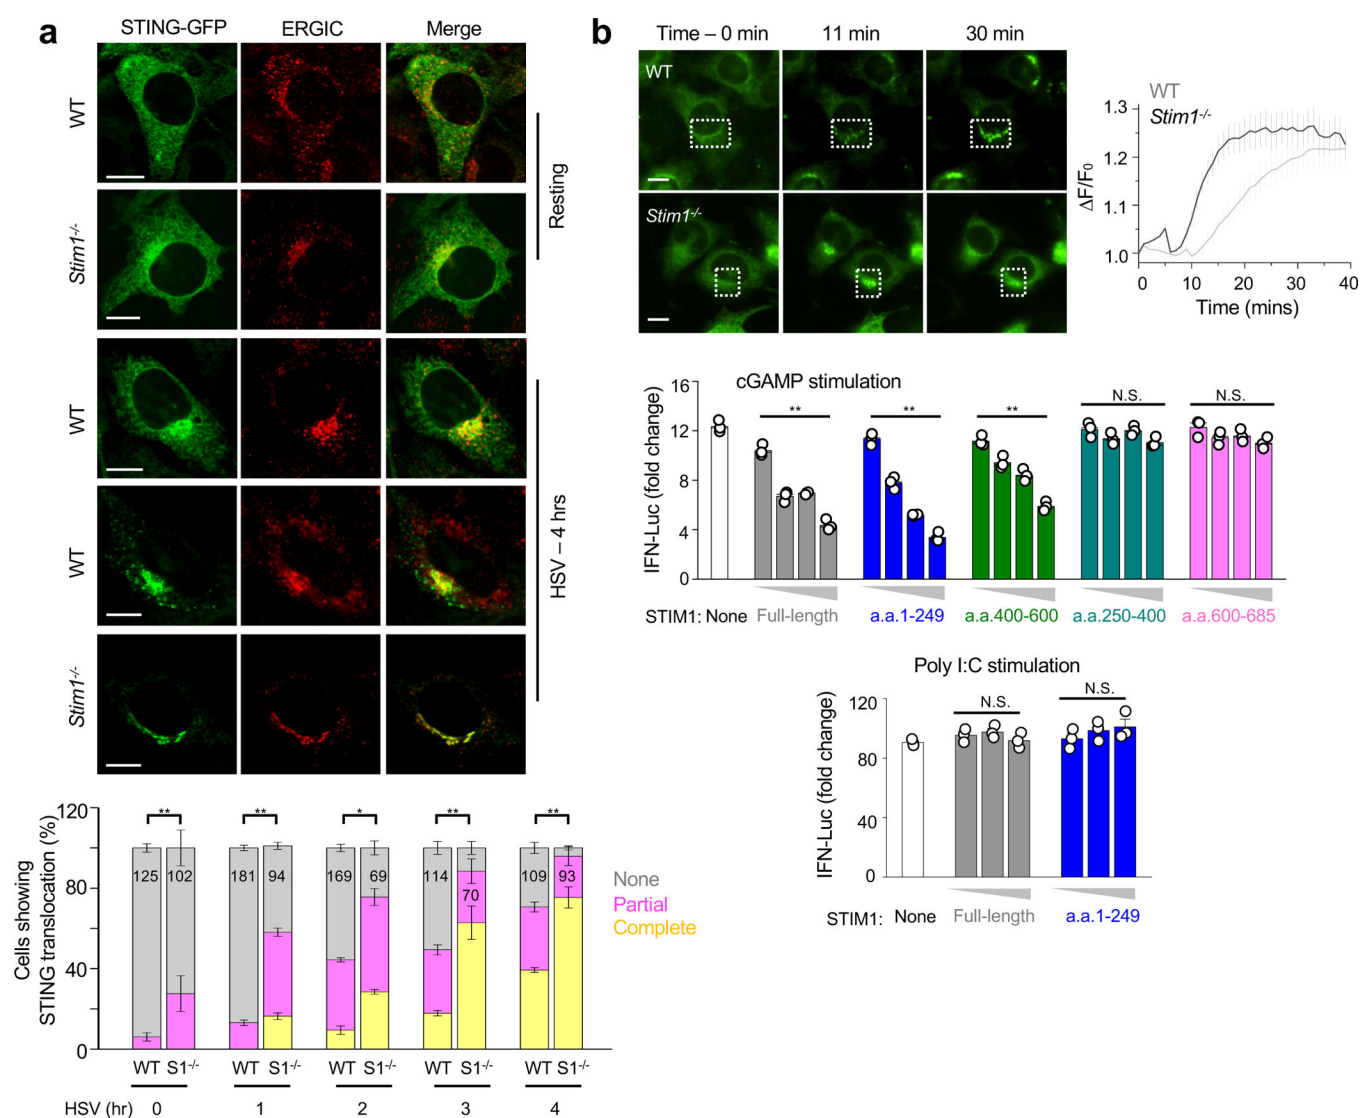 a
STING-GFP
ERGIC
Merge
WT
Stim1-/-
Resting
WT
WT
Stim1-/-
HSV – 4 hrs
Cells showing
STING translocation (%)
120
80
40
0
**
**
*
**
**
125
102
181
94
169
69
114
70
109
93
None
Partial
Complete
WT S1-/-
WT S1-/-
WT S1-/-
WT S1-/-
WT S1-/-
HSV (hr)
0
1
2
3
4
b
Time – 0 min
11 min
30 min
WT
Stim1-/-
WT
Stim1-/-
ΔF/F0
1.3
1.2
1.1
1.0
0
10
20
30
40
Time (mins)
cGAMP stimulation
IFN-Luc (fold change)
16
12
8
4
0
**
**
**
N.S.
N.S.
STIM1: None
Full-length
a.a.1-249
a.a.400-600
a.a.250-400
a.a.600-685
Poly I:C stimulation
IFN-Luc (fold change)
120
80
40
0
N.S.
N.S.
STIM1:
None
Full-length
a.a.1-249